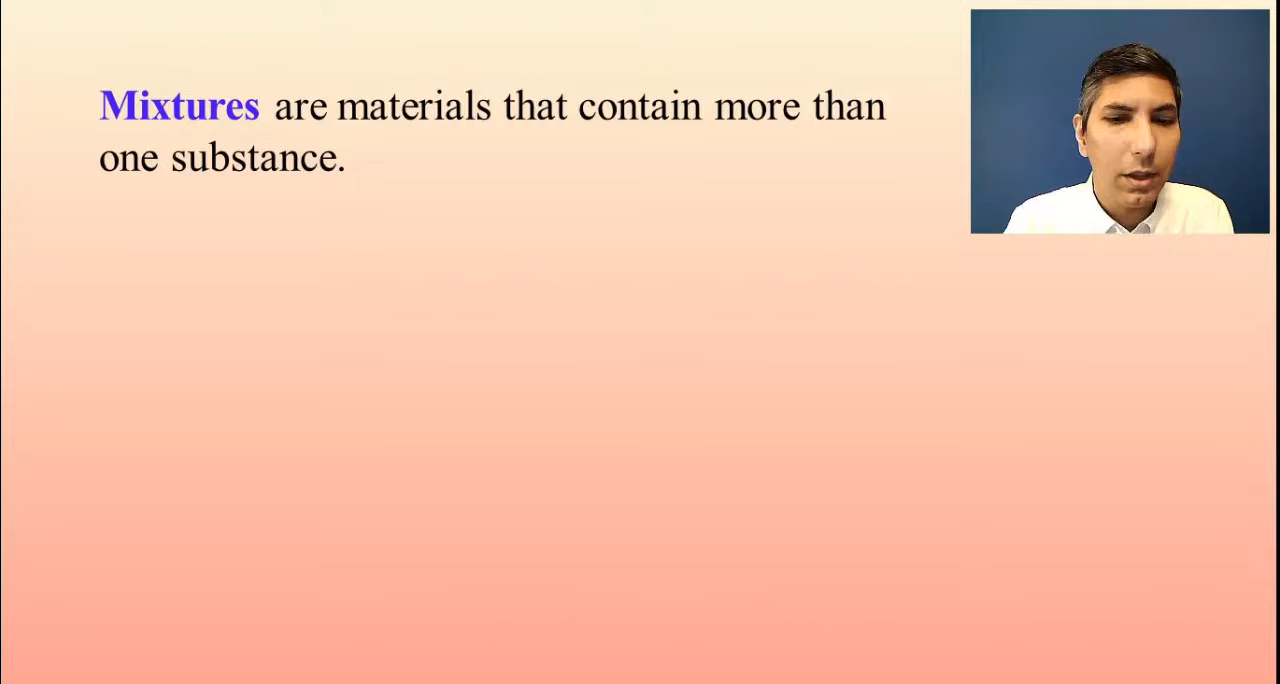 Mixtures are materials that contain more than
one substance.